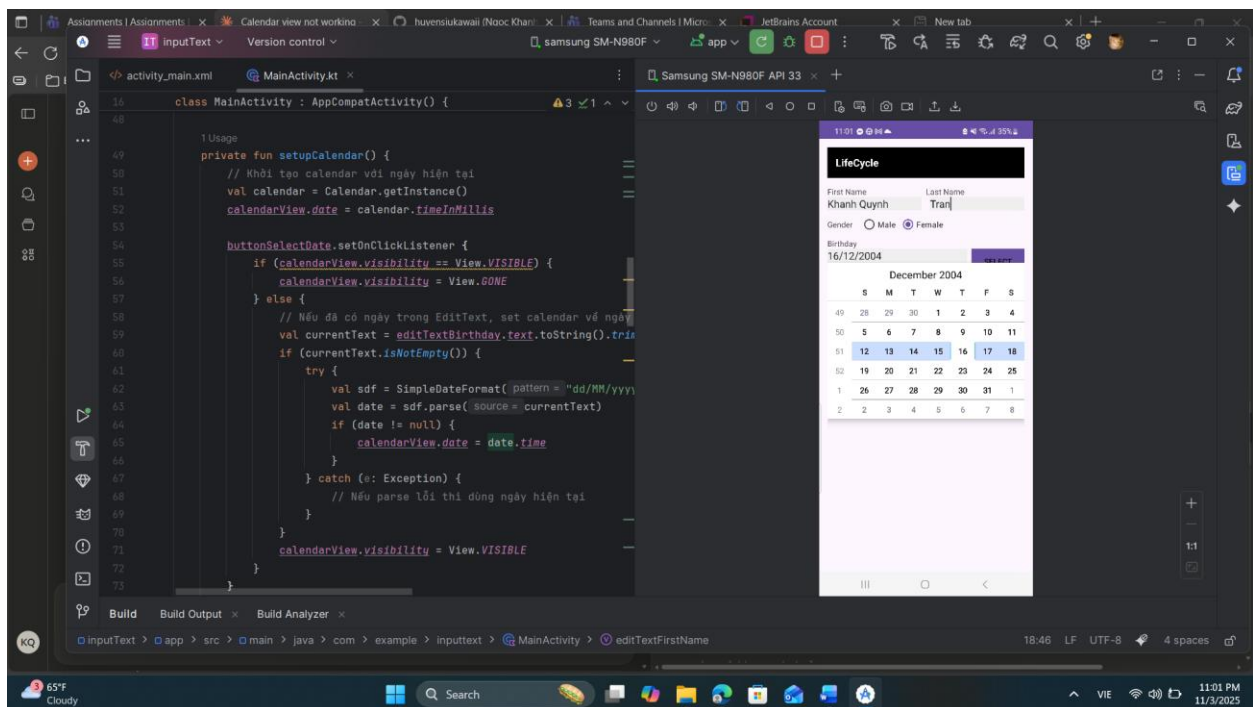 Assignments | Assignments
Calendar view not working
huvensiukawaii (Ngoc Khanh
Teams and Channels | Micro
JetBrains Account
New tab
IT inputText
Version control
samsung SM-N980F
app
activity_main.xml
MainActivity.kt
Samsung SM-N980F API 33
16 class MainActivity : AppCompatActivity() {
3 1
48
1 Usage
49 private fun setupCalendar() {
50 // Khởi tạo calendar với ngày hiện tại
51 val calendar = Calendar.getInstance()
52 calendarView.date = calendar.timeInMillis
53
54 buttonSelectDate.setOnClickListener {
55 if (calendarView.visibility == View.VISIBLE) {
56 calendarView.visibility = View.GONE
57 } else {
58 // Nếu đã có ngày trong EditText, set calendar về ngày
59 val currentText = editTextBirthday.text.toString().trim
60 if (currentText.isNotEmpty()) {
61 try {
62 val sdf = SimpleDateFormat( pattern = "dd/MM/yyyy
63 val date = sdf.parse( source = currentText)
64 if (date != null) {
65 calendarView.date = date.time
66 }
67 } catch (e: Exception) {
68 // Nếu parse lỗi thì dùng ngày hiện tại
69 }
70 }
71 calendarView.visibility = View.VISIBLE
72 }
73 }
11:01
35%
LifeCycle
First Name Last Name
Khanh Quynh Tran
Gender Male Female
Birthday
16/12/2004
SELECT
December 2004
S M T W T F S
49 28 29 30 1 2 3 4
50 5 6 7 8 9 10 11
51 12 13 14 15 16 17 18
52 19 20 21 22 23 24 25
1 26 27 28 29 30 31 1
2 2 3 4 5 6 7 8
1:1
Build Build Output Build Analyzer
KQ
inputText > app > src > main > java > com > example > inputtext > MainActivity > editTextFirstName
18:46 LF UTF-8 4 spaces
3
65°F
Cloudy
Search
VIE
11:01 PM
11/3/2025